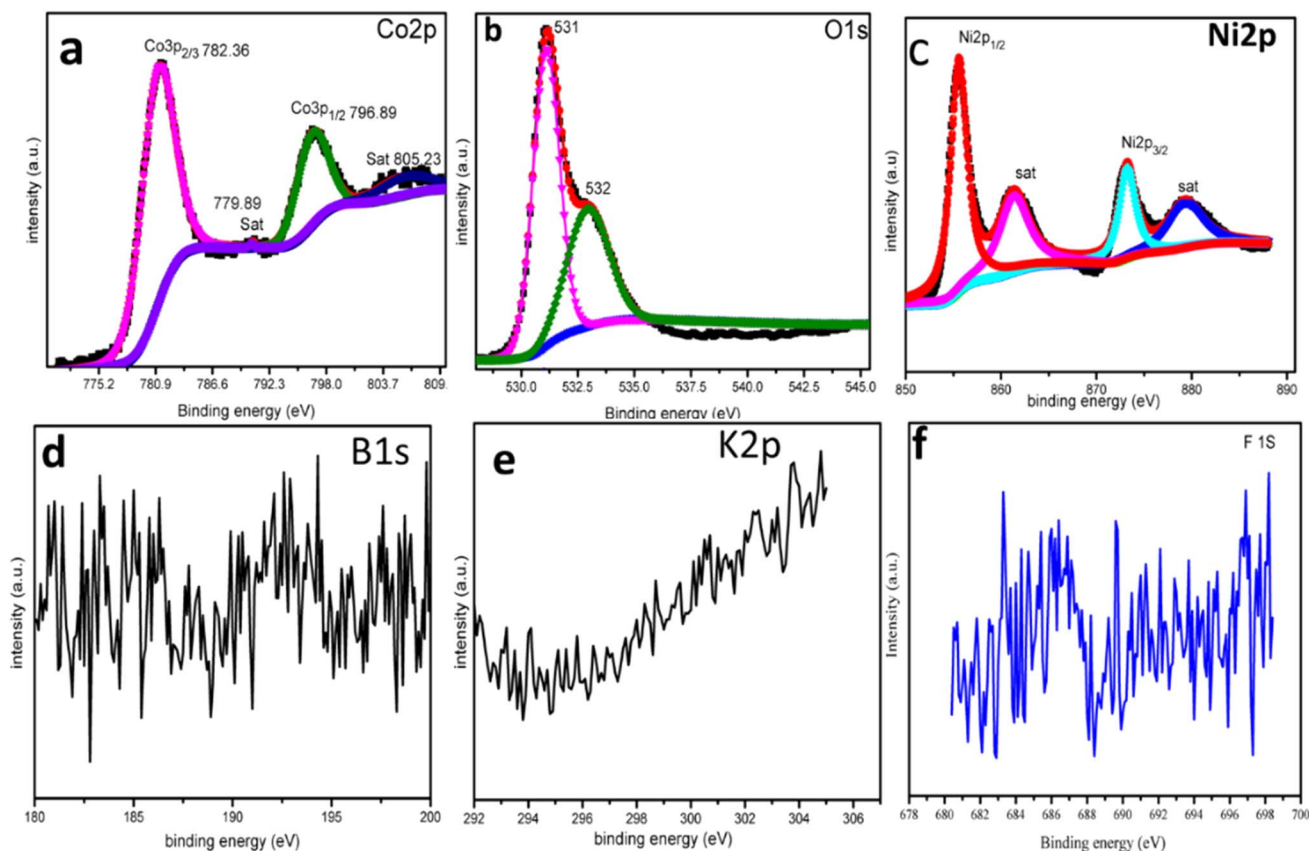 a
Co2p
Co3p2/3 782.36
Co3p1/2 796.89
Sat 805.23
779.89
Sat
intensity (a.u.)
775.2 780.9 786.6 792.3 798.0 803.7 809.
Binding energy (eV)
b
531
O1s
532
intensity (a.u.)
530.0 532.5 535.0 537.5 540.0 542.5 545.0
Binding energy (eV)
c
Ni2p1/2
Ni2p
Ni2p3/2
sat
sat
intensity (a.u.)
850 860 870 880 890
binding energy (eV)
d
B1s
intensity (a.u.)
180 185 190 195 200
binding energy (eV)
e
K2p
intensity (a.u.)
292 294 296 298 300 302 304 306
binding energy (eV)
f
F 1S
Intensity (a.u.)
678 680 682 684 686 688 690 692 694 696 698 700
Binding energy (eV)